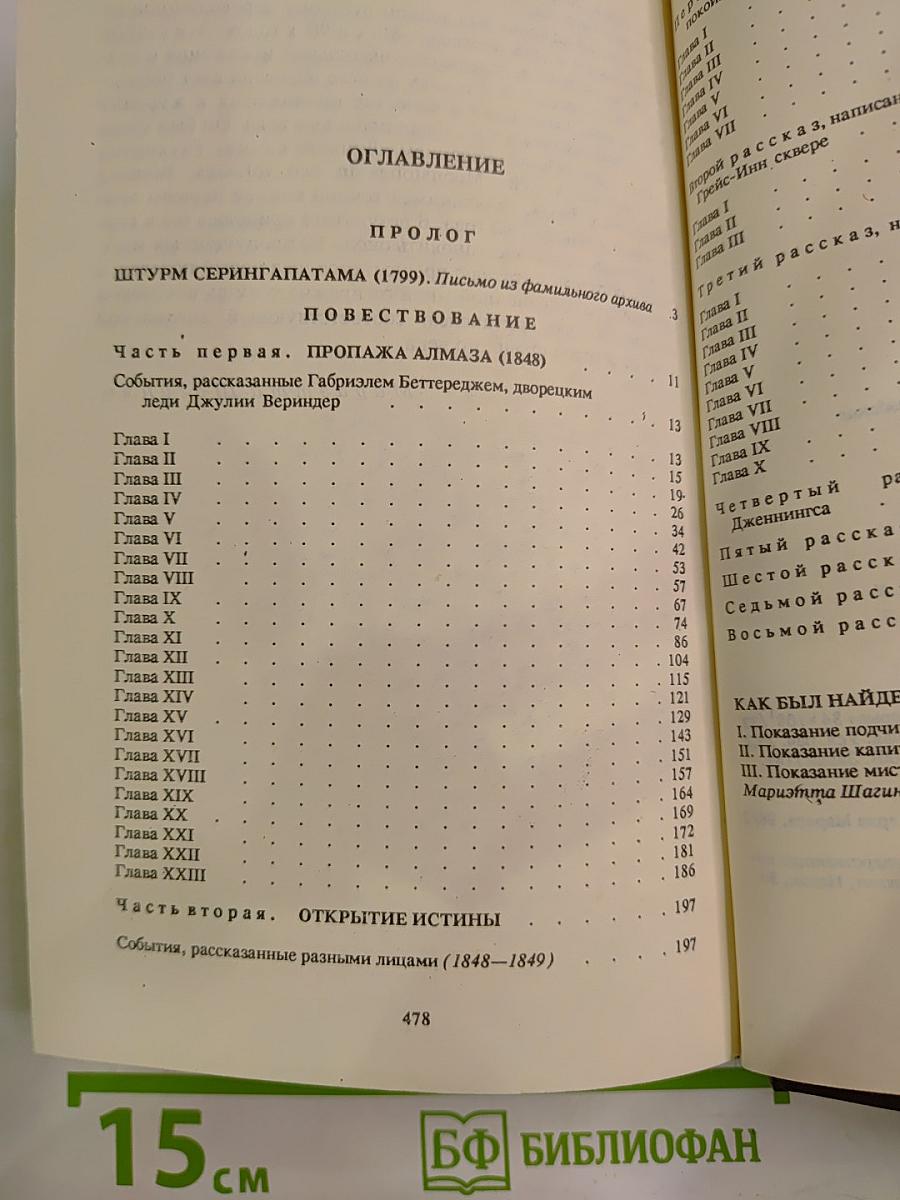 ОГЛАВЛЕНИЕ
ПРОЛОГ
ШТУРМ СЕРИНГАПАТАМА (1799). Письмо из фамильного архива . 3
ПОВЕСТВОВАНИЕ
Часть первая. ПРОПАЖА АЛМАЗА (1848) . . . . 11
События, рассказанные Габриэлем Беттереджем, дворецким
леди Джулии Вериндер . . . . . . . . . . 13
Глава I . . . . . . . . . . 13
Глава II . . . . . . . . . . 15
Глава III . . . . . . . . . . 19
Глава IV . . . . . . . . . . 26
Глава V . . . . . . . . . . 34
Глава VI . . . . . . . . . . 42
Глава VII . . . . . . . . . . 53
Глава VIII . . . . . . . . . . 57
Глава IX . . . . . . . . . . 67
Глава X . . . . . . . . . . 74
Глава XI . . . . . . . . . . 86
Глава XII . . . . . . . . . . 104
Глава XIII . . . . . . . . . . 115
Глава XIV . . . . . . . . . . 121
Глава XV . . . . . . . . . . 129
Глава XVI . . . . . . . . . . 143
Глава XVII . . . . . . . . . . 151
Глава XVIII . . . . . . . . . . 157
Глава XIX . . . . . . . . . . 164
Глава XX . . . . . . . . . . 169
Глава XXI . . . . . . . . . . 172
Глава XXII . . . . . . . . . . 181
Глава XXIII . . . . . . . . . . 186
Часть вторая. ОТКРЫТИЕ ИСТИНЫ . . . . . . 197
События, рассказанные разными лицами (1848—1849) . . . . 197
478
Глава I
Глава II
Глава III
Глава IV
Глава V
Глава VI
Глава VII
Второй рассказ, написан
Грейс-Инн сквере
Глава I
Глава II
Глава III
Третий рассказ, н
Глава I
Глава II
Глава III
Глава IV
Глава V
Глава VI
Глава VII
Глава VIII
Глава IX
Глава X
Четвертый ра
Дженнингса
Пятый расска
Шестой расск
Седьмой расс
Восьмой расс
КАК БЫЛ НАЙДЕ
I. Показание подчи
II. Показание капи
III. Показание мист
Мариэтта Шагин
15 см
БФ БИБЛИОФАН